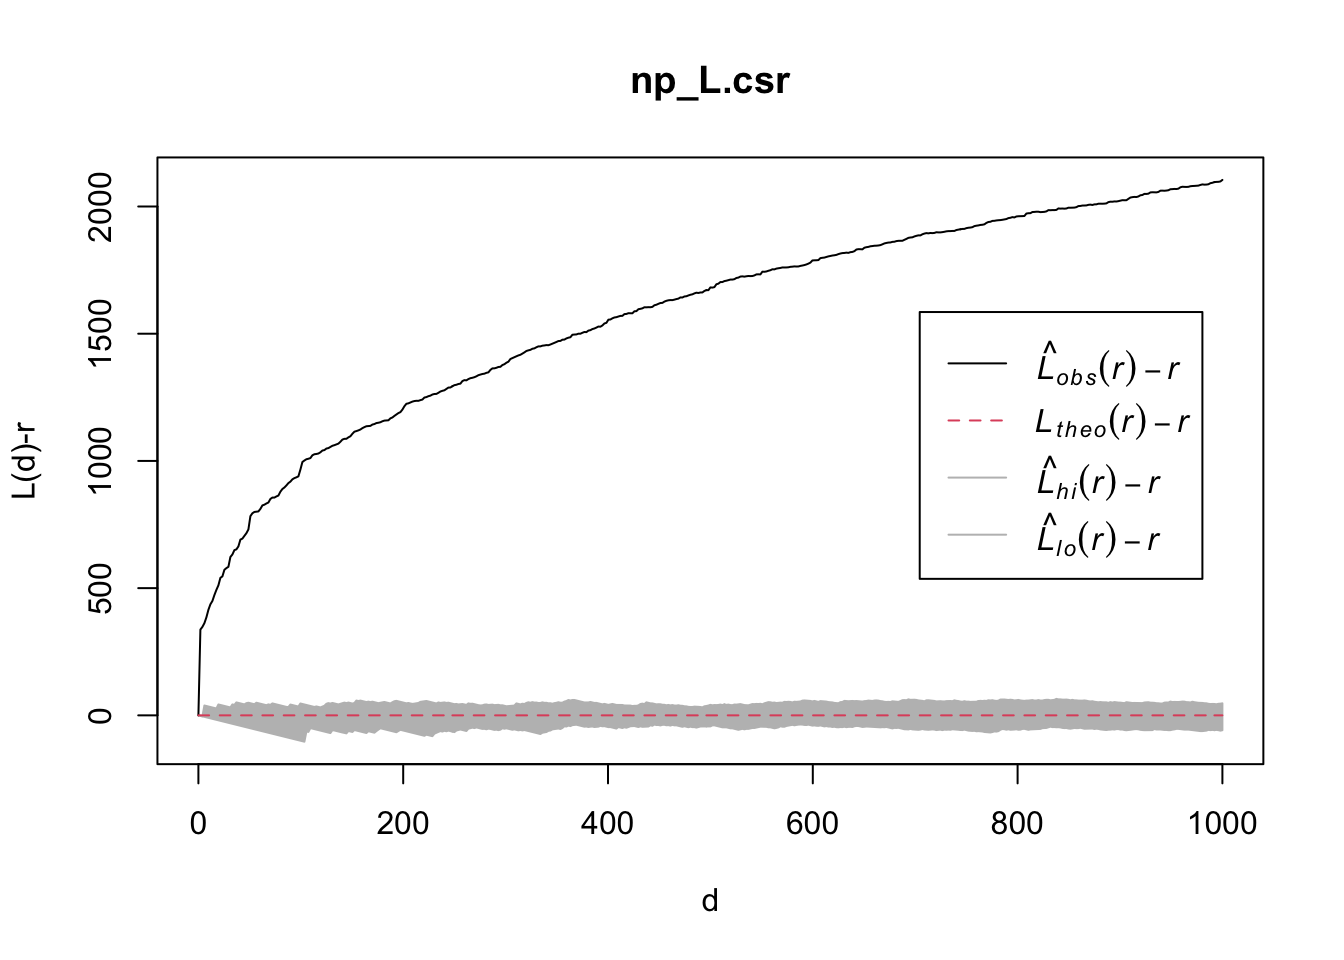 np_L.csr
L(d)-r
2000
1500
1000
500
0
L̂obs(r) − r
Ltheo(r) − r
L̂hi(r) − r
L̂lo(r) − r
0 200 400 600 800 1000
d